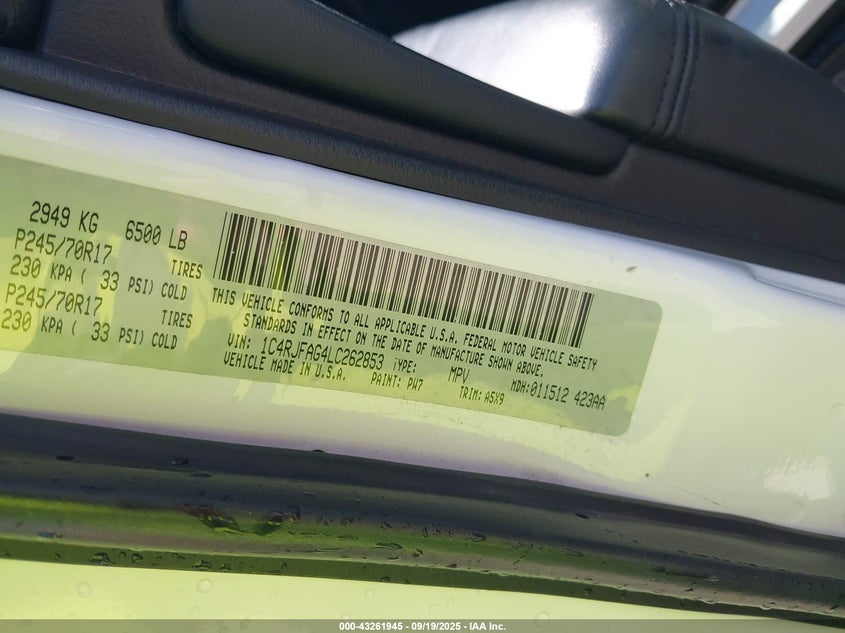 2949 KG 6500 LB
P245/70R17 TIRES
230 KPA ( 33 PSI) COLD
P245/70R17 TIRES
230 KPA ( 33 PSI) COLD
THIS VEHICLE CONFORMS TO ALL APPLICABLE U.S.A. FEDERAL MOTOR VEHICLE SAFETY
STANDARDS IN EFFECT ON THE DATE OF MANUFACTURE SHOWN ABOVE.
VIN: 1C4RJFAG4LC262853 TYPE: MPV MDH:011512 423AA
VEHICLE MADE IN U.S.A. PAINT: PW7 TRIM: A5X9
000-43261945 - 09/19/2025 - IAA Inc.